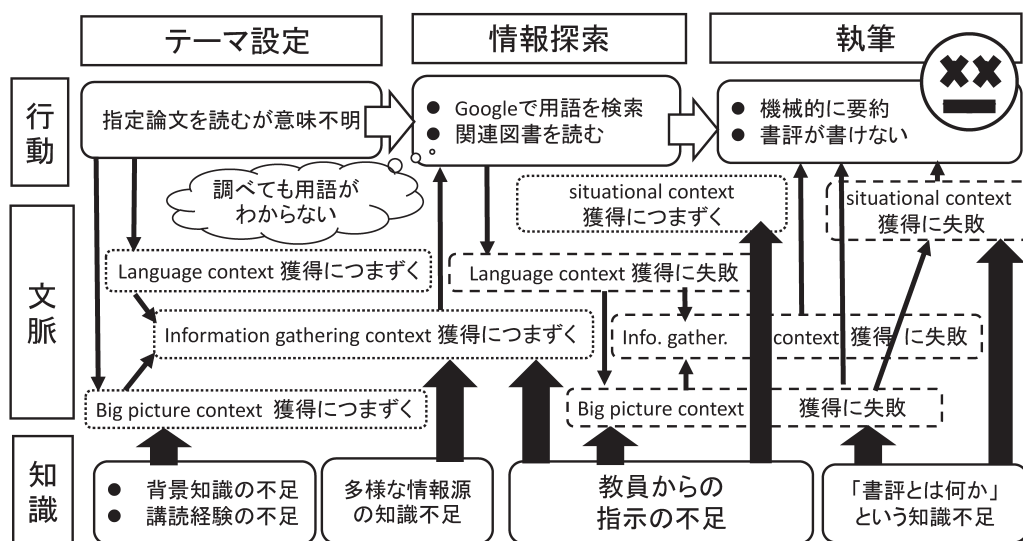 テーマ設定
情報探索
執筆
行動
指定論文を読むが意味不明
● Googleで用語を検索
● 関連図書を読む
● 機械的に要約
● 書評が書けない
調べても用語が
わからない
situational context
獲得につまずく
situational context
獲得に失敗
文脈
Language context 獲得につまずく
Language context 獲得に失敗
Information gathering context 獲得につまずく
Info. gather. context 獲得に失敗
Big picture context 獲得につまずく
Big picture context 獲得に失敗
知識
● 背景知識の不足
● 講読経験の不足
多様な情報源
の知識不足
教員からの
指示の不足
「書評とは何か」
という知識不足